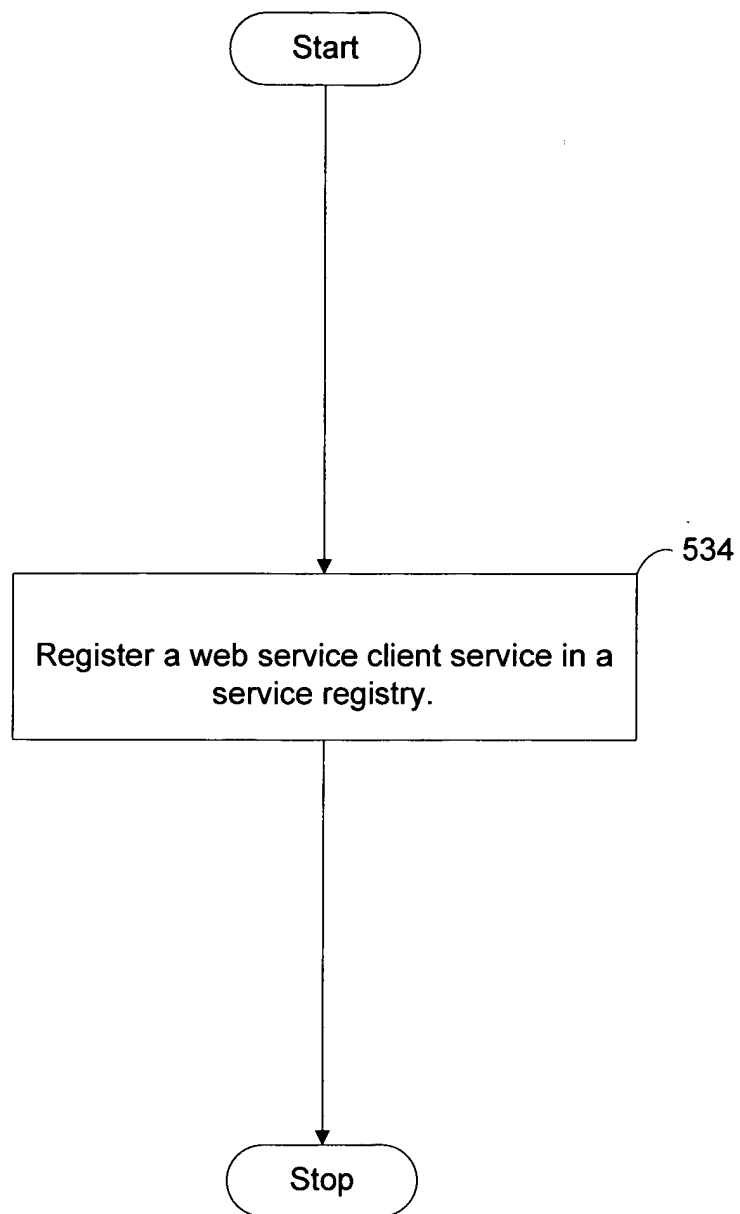 Start
534
Register a web service client service in a
service registry.
Stop